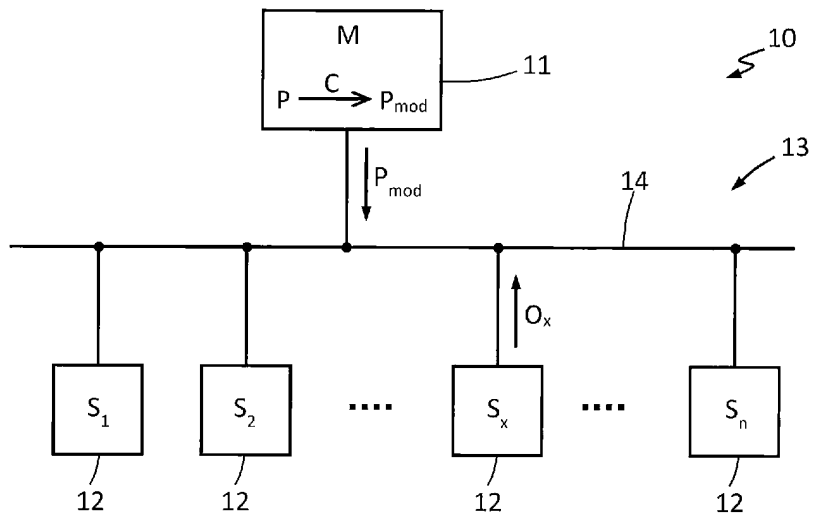 M
10
11
C
P P_mod
13
P_mod
14
O_x
S_1 S_2 .... S_x .... S_n
12 12 12 12